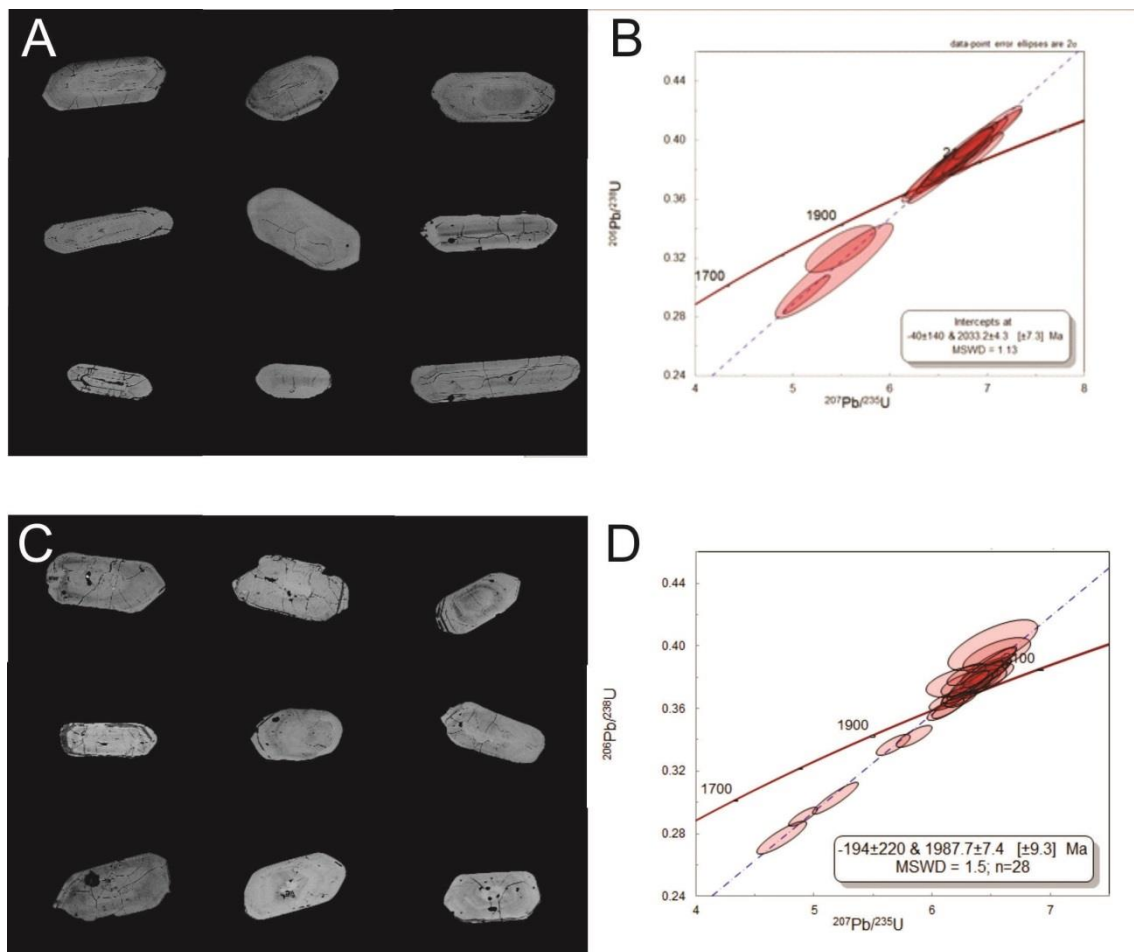 A
B
data-point error ellipses are 2σ
0.44
0.40
0.36
0.32
0.28
0.24
206Pb/238U
1900
1700
Intercepts at
-40±140 & 2033.2±4.3 [±7.3] Ma
MSWD = 1.13
4
5
6
7
8
207Pb/235U
C
D
0.44
0.40
0.36
0.32
0.28
0.24
206Pb/238U
100
1900
1700
-194±220 & 1987.7±7.4 [±9.3] Ma
MSWD = 1.5; n=28
4
5
6
7
207Pb/235U